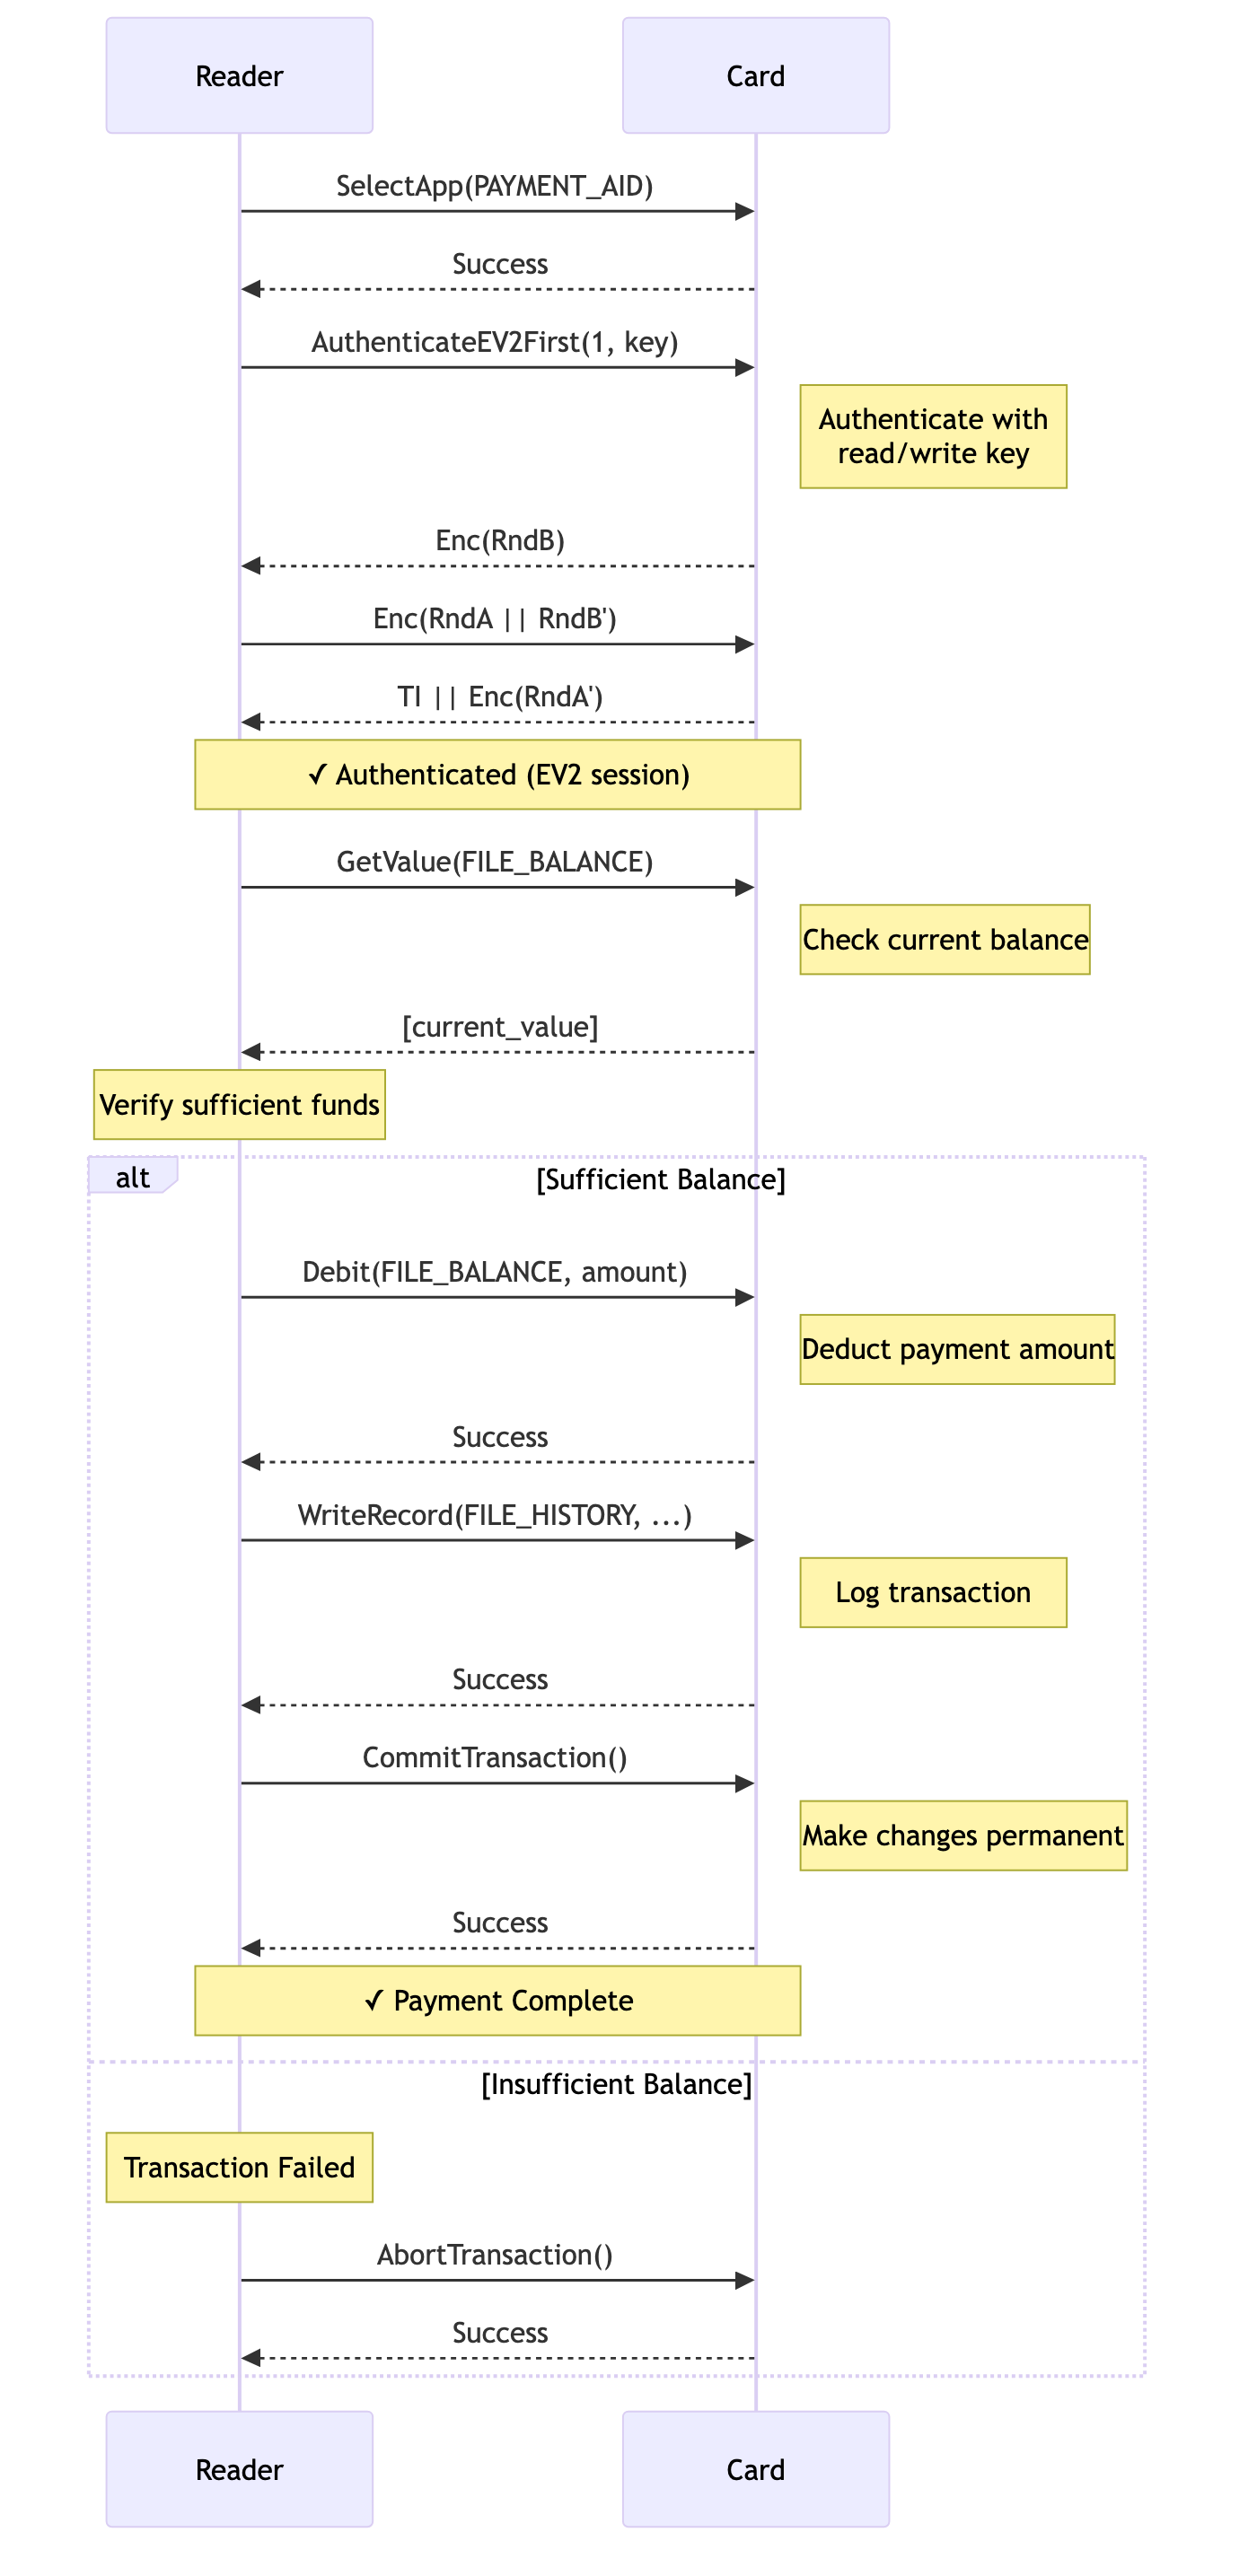 Reader
Card
SelectApp(PAYMENT_AID)
Success
AuthenticateEV2First(1, key)
Authenticate with
read/write key
Enc(RndB)
Enc(RndA || RndB')
TI || Enc(RndA')
✓ Authenticated (EV2 session)
GetValue(FILE_BALANCE)
Check current balance
[current_value]
Verify sufficient funds
alt
[Sufficient Balance]
Debit(FILE_BALANCE, amount)
Deduct payment amount
Success
WriteRecord(FILE_HISTORY, ...)
Log transaction
Success
CommitTransaction()
Make changes permanent
Success
✓ Payment Complete
[Insufficient Balance]
Transaction Failed
AbortTransaction()
Success
Reader
Card